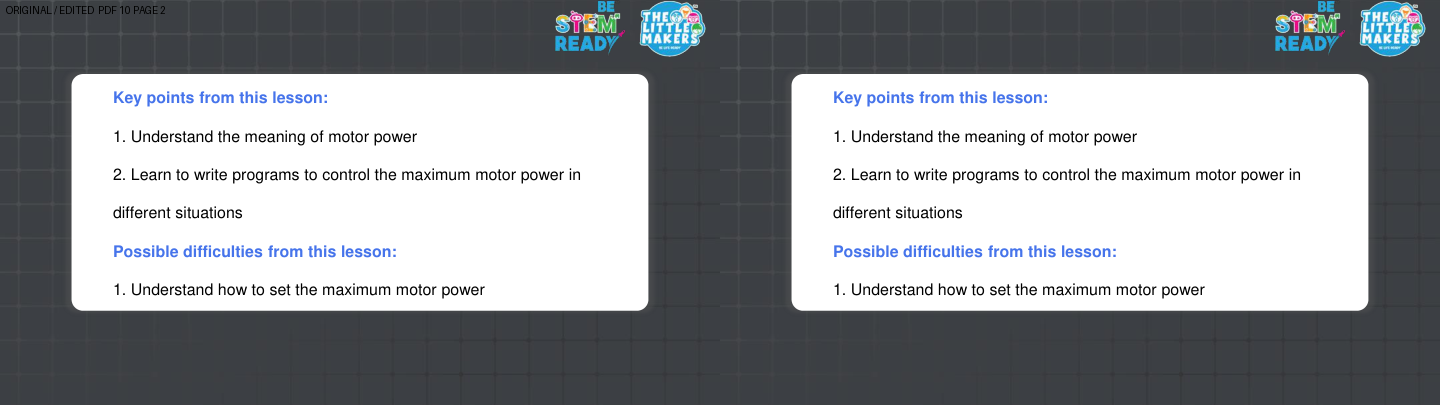 ORIGINAL / EDITED PDF 10 PAGE 2
BE
STEM
READY
THE
LITTLE
MAKERS
BE
STEM
READY
THE
LITTLE
MAKERS
Key points from this lesson:
1. Understand the meaning of motor power
2. Learn to write programs to control the maximum motor power in
different situations
Possible difficulties from this lesson:
1. Understand how to set the maximum motor power
Key points from this lesson:
1. Understand the meaning of motor power
2. Learn to write programs to control the maximum motor power in
different situations
Possible difficulties from this lesson:
1. Understand how to set the maximum motor power